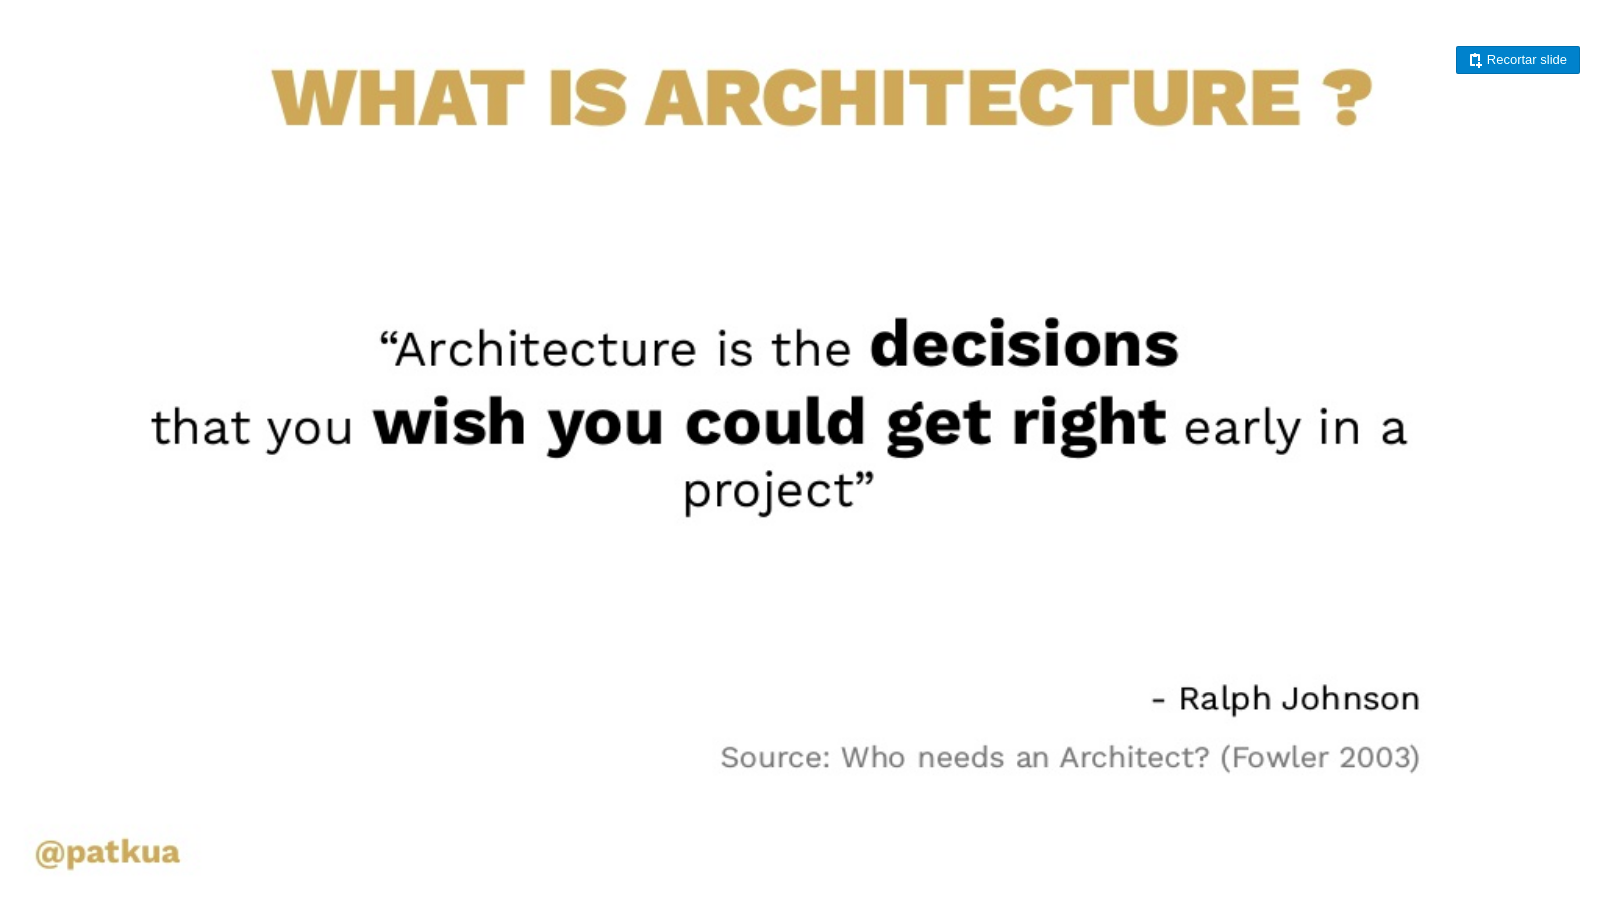 Recortar slide
WHAT IS ARCHITECTURE ?
“Architecture is the decisions
that you wish you could get right early in a
project”
- Ralph Johnson
Source: Who needs an Architect? (Fowler 2003)
@patkua